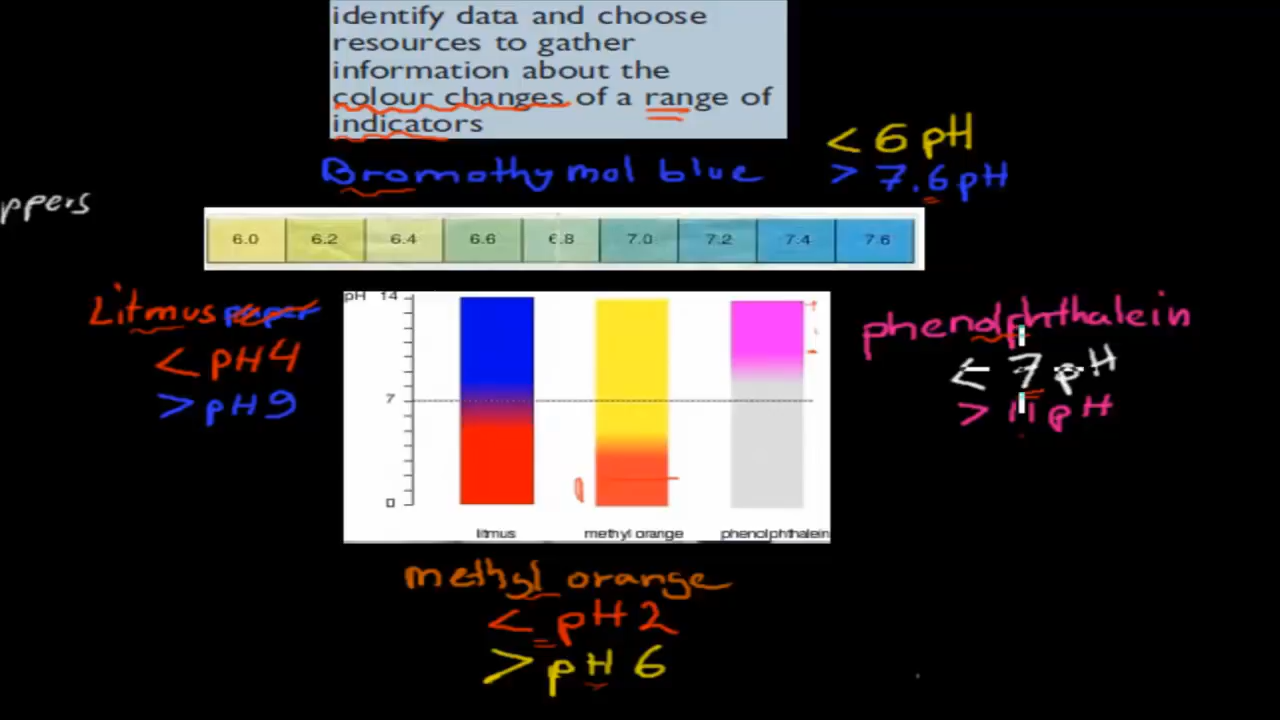 identify data and choose
resources to gather
information about the
colour changes of a range of
indicators
< 6 pH
Bromothymol blue
> 7.6 pH
ppers
6.0 6.2 6.4 6.6 6.8 7.0 7.2 7.4 7.6
Litmus paper
< pH 4
> pH 9
pH 14
7
0
litmus methyl orange phenolphthalein
phenolphthalein
< 7 pH
> 11 pH
methyl orange
< pH 2
> pH 6